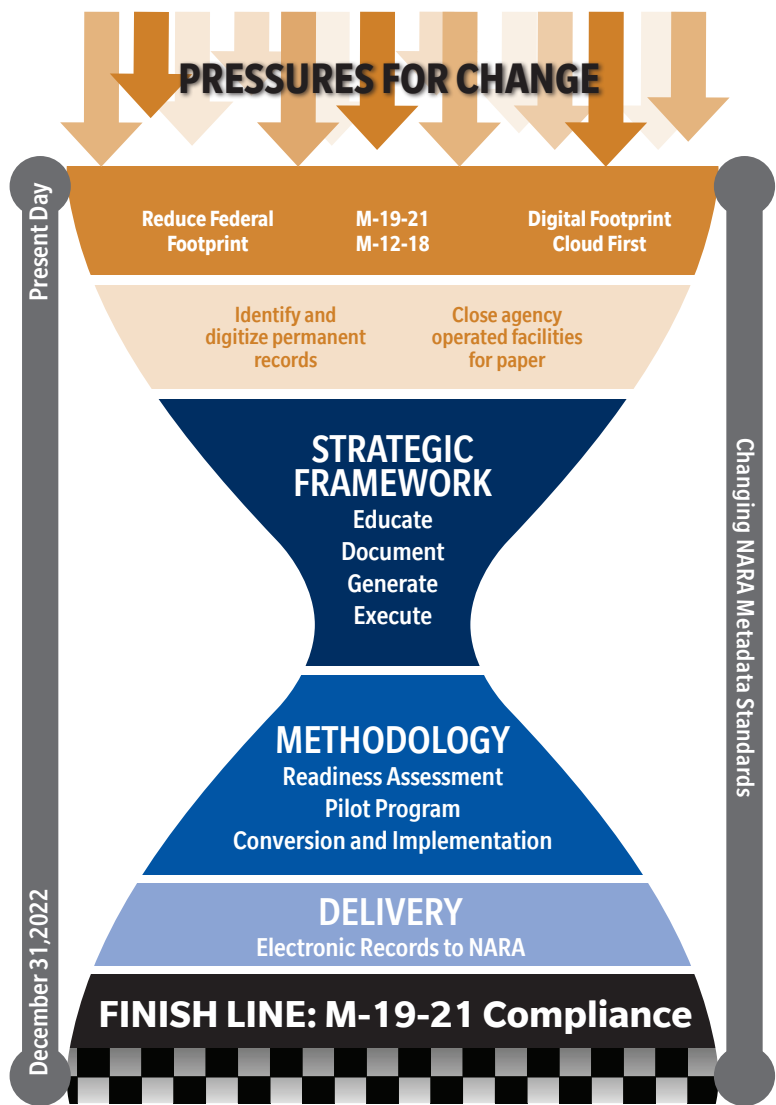 PRESSURES FOR CHANGE
Present Day
Reduce Federal
Footprint
M-19-21
M-12-18
Digital Footprint
Cloud First
Identify and
digitize permanent
records
Close agency
operated facilities
for paper
STRATEGIC
FRAMEWORK
Educate
Document
Generate
Execute
Changing NARA Metadata Standards
METHODOLOGY
Readiness Assessment
Pilot Program
Conversion and Implementation
DELIVERY
Electronic Records to NARA
December 31,2022
FINISH LINE: M-19-21 Compliance